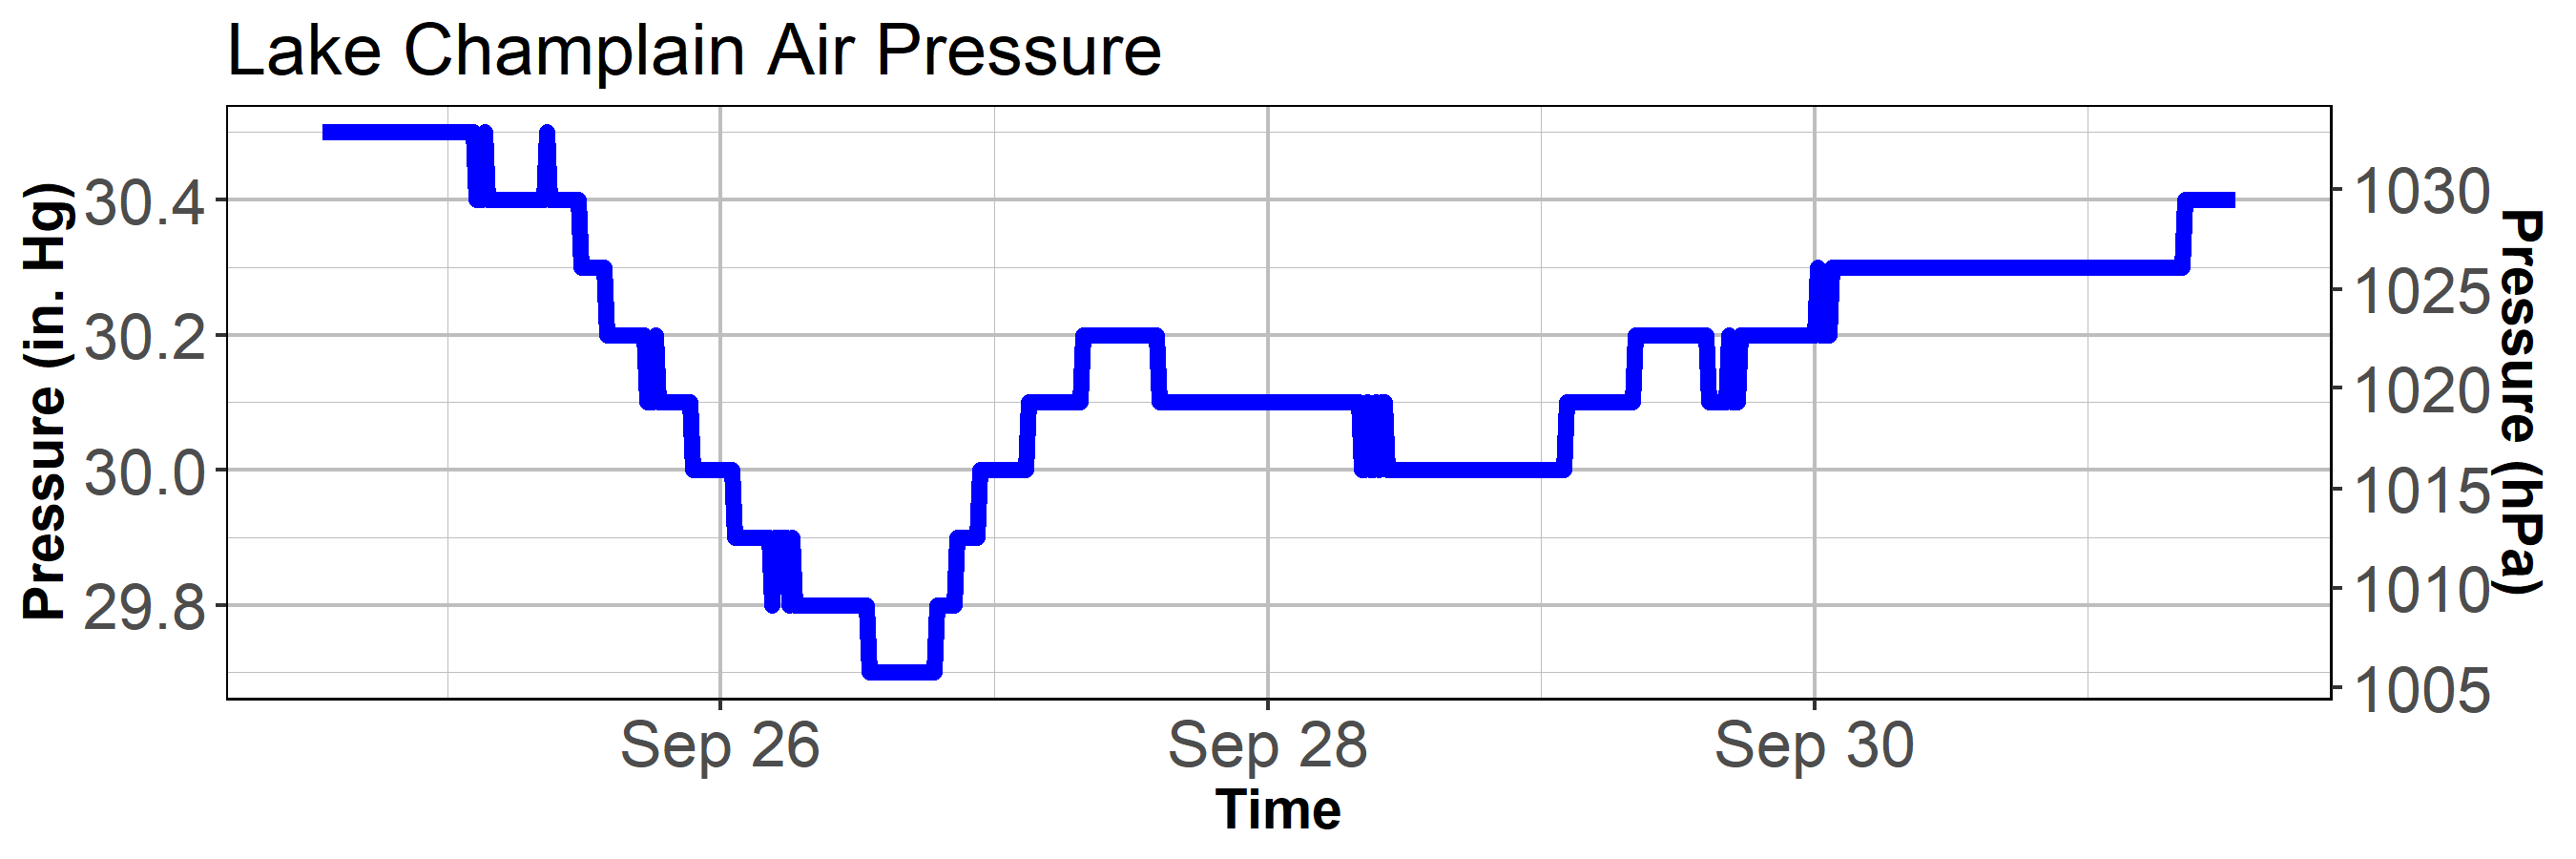 Lake Champlain Air Pressure
Pressure (in. Hg)
30.4
30.2
30.0
29.8
1030
1025
1020
1015
1010
1005
Pressure (hPa)
Sep 26
Sep 28
Sep 30
Time